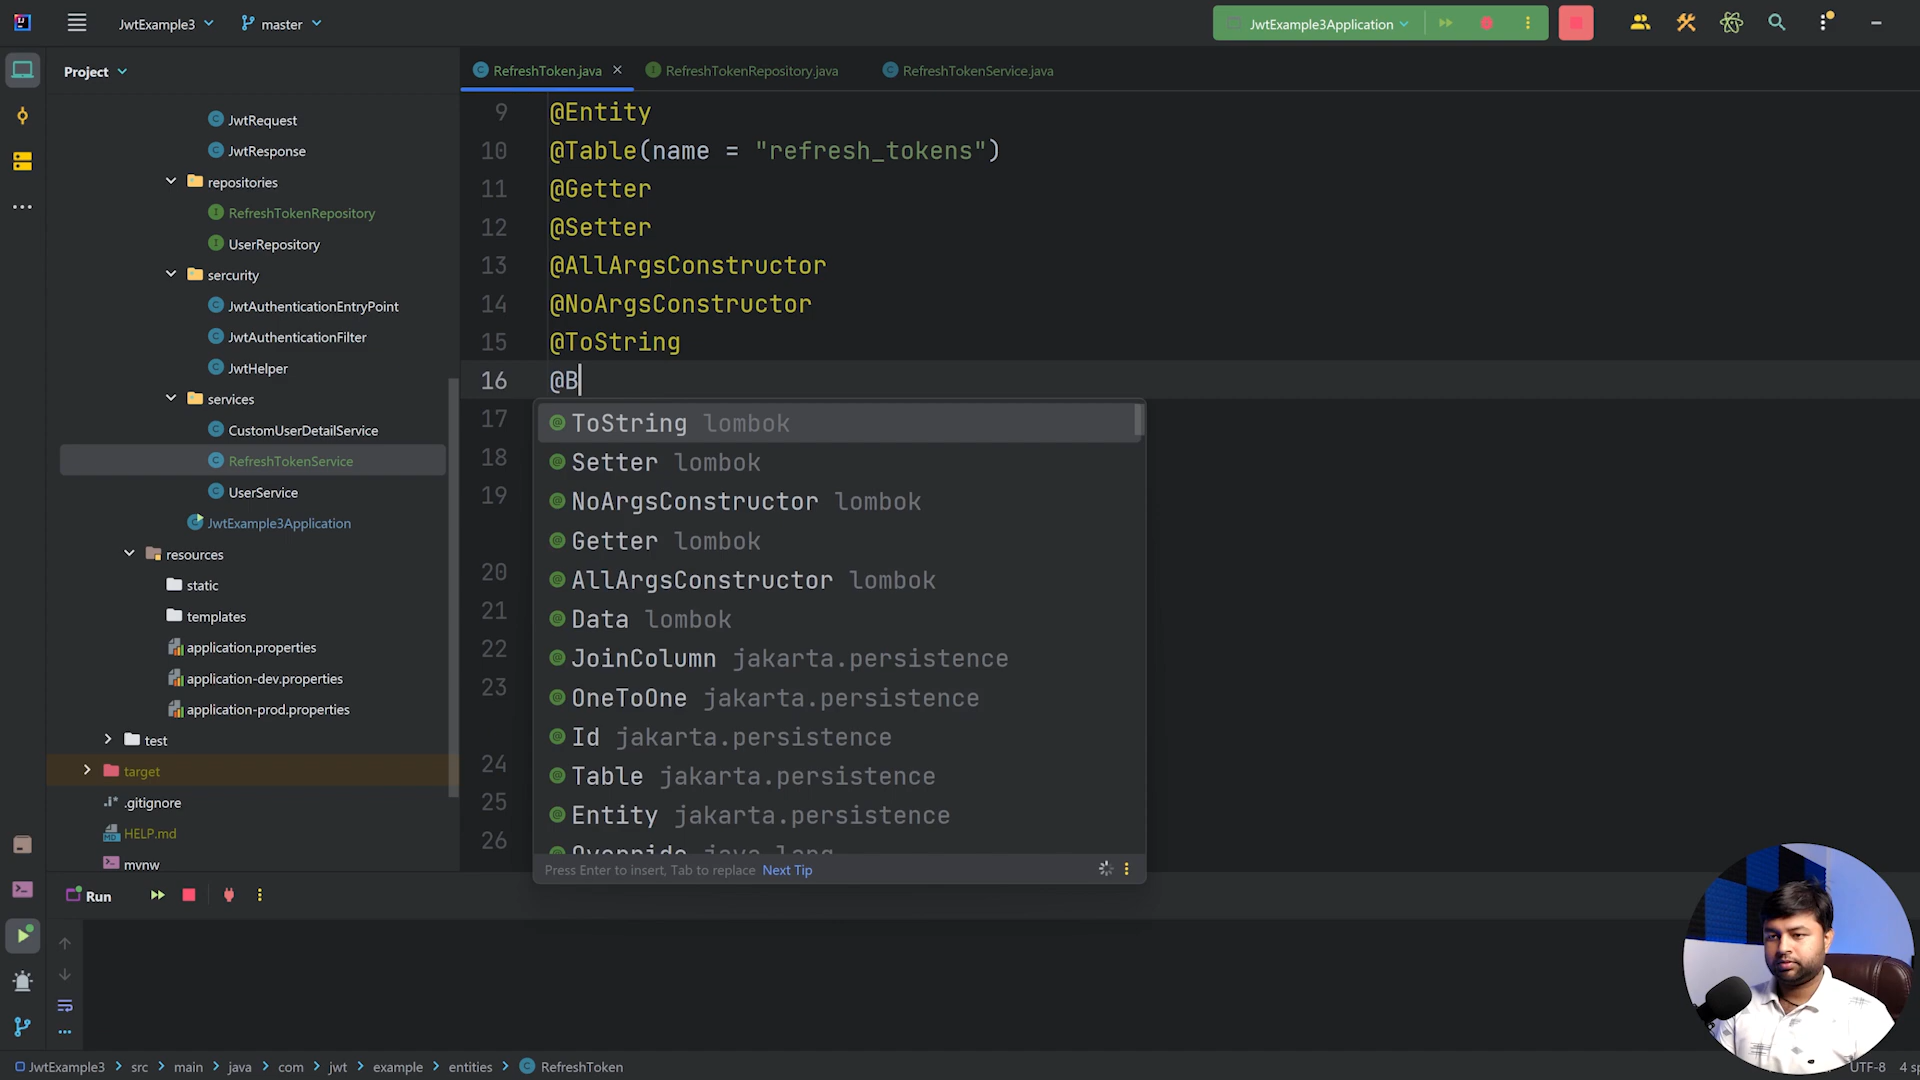 JwtExample3
master
JwtExample3Application
Project
RefreshToken.java
RefreshTokenRepository.java
RefreshTokenService.java
JwtRequest
JwtResponse
repositories
RefreshTokenRepository
UserRepository
sercurity
JwtAuthenticationEntryPoint
JwtAuthenticationFilter
JwtHelper
services
CustomUserDetailService
RefreshTokenService
UserService
JwtExample3Application
resources
static
templates
application.properties
application-dev.properties
application-prod.properties
test
target
.gitignore
HELP.md
mvnw
9 @Entity
10 @Table(name = "refresh_tokens")
11 @Getter
12 @Setter
13 @AllArgsConstructor
14 @NoArgsConstructor
15 @ToString
16 @B
17
18
19
20
21
22
23
24
25
26
ToString lombok
Setter lombok
NoArgsConstructor lombok
Getter lombok
AllArgsConstructor lombok
Data lombok
JoinColumn jakarta.persistence
OneToOne jakarta.persistence
Id jakarta.persistence
Table jakarta.persistence
Entity jakarta.persistence
Override java.lang
Press Enter to insert, Tab to replace Next Tip
Run
JwtExample3 > src > main > java > com > jwt > example > entities > RefreshToken
UTF-8 4 sp